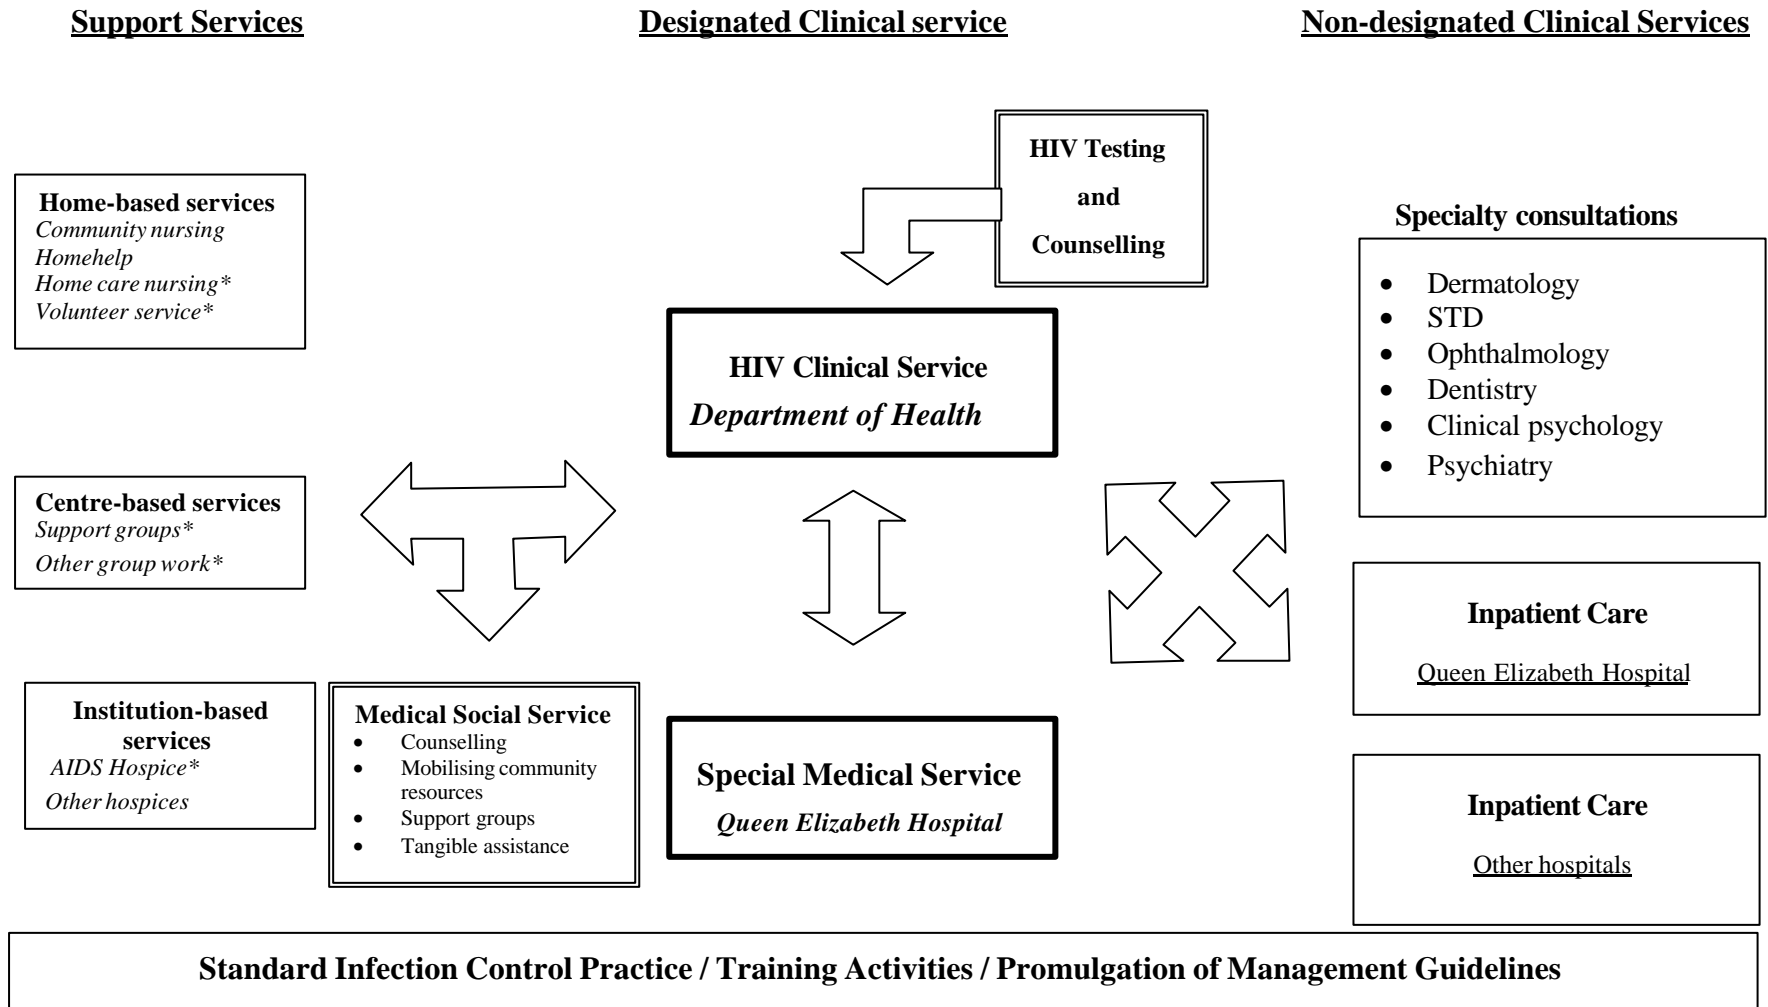 Support Services
Designated Clinical service
Non-designated Clinical Services
HIV Testing
and
Counselling
Home-based services
Community nursing
Homehelp
Home care nursing*
Volunteer service*
Specialty consultations
• Dermatology
• STD
• Ophthalmology
• Dentistry
• Clinical psychology
• Psychiatry
HIV Clinical Service
Department of Health
Centre-based services
Support groups*
Other group work*
Inpatient Care
Queen Elizabeth Hospital
Institution-based
services
AIDS Hospice*
Other hospices
Medical Social Service
• Counselling
• Mobilising community
resources
• Support groups
• Tangible assistance
Special Medical Service
Queen Elizabeth Hospital
Inpatient Care
Other hospitals
Standard Infection Control Practice / Training Activities / Promulgation of Management Guidelines